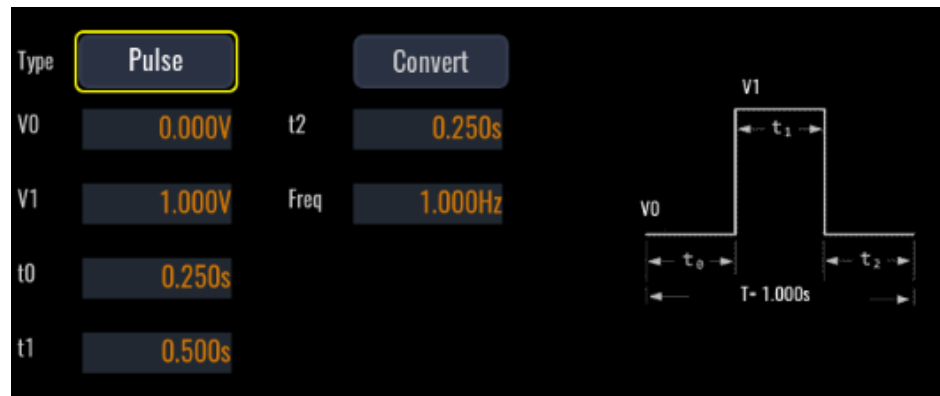 Type Pulse Convert
V0 0.000V t2 0.250s
V1 1.000V Freq 1.000Hz
t0 0.250s
t1 0.500s
V1
t₁
V0
t₀ t₂
T- 1.000s